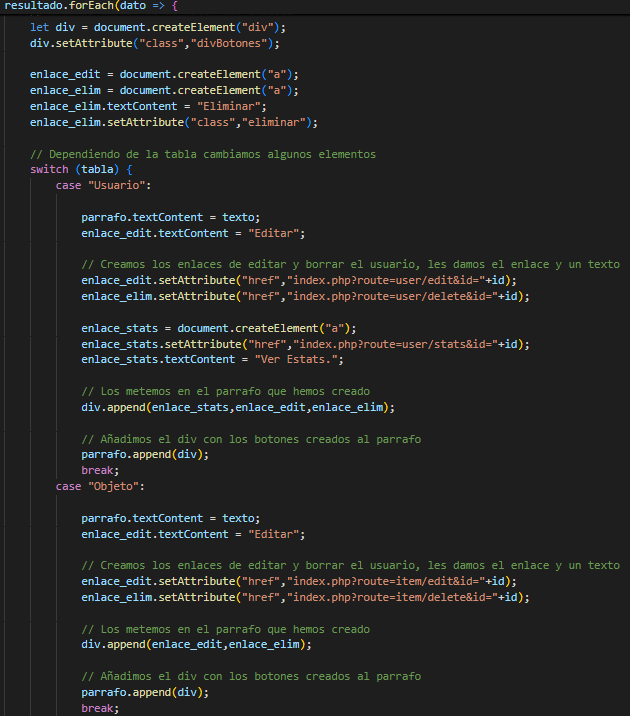 resultado.forEach(dato => {
let div = document.createElement("div");
div.setAttribute("class","divBotones");
enlace_edit = document.createElement("a");
enlace_elim = document.createElement("a");
enlace_elim.textContent = "Eliminar";
enlace_elim.setAttribute("class","eliminar");
// Dependiendo de la tabla cambiamos algunos elementos
switch (tabla) {
case "Usuario":
parrafo.textContent = texto;
enlace_edit.textContent = "Editar";
// Creamos los enlaces de editar y borrar el usuario, les damos el enlace y un texto
enlace_edit.setAttribute("href","index.php?route=user/edit&id="+id);
enlace_elim.setAttribute("href","index.php?route=user/delete&id="+id);
enlace_stats = document.createElement("a");
enlace_stats.setAttribute("href","index.php?route=user/stats&id="+id);
enlace_stats.textContent = "Ver Estats.";
// Los metemos en el parrafo que hemos creado
div.append(enlace_stats,enlace_edit,enlace_elim);
// Añadimos el div con los botones creados al parrafo
parrafo.append(div);
break;
case "Objeto":
parrafo.textContent = texto;
enlace_edit.textContent = "Editar";
// Creamos los enlaces de editar y borrar el usuario, les damos el enlace y un texto
enlace_edit.setAttribute("href","index.php?route=item/edit&id="+id);
enlace_elim.setAttribute("href","index.php?route=item/delete&id="+id);
// Los metemos en el parrafo que hemos creado
div.append(enlace_edit,enlace_elim);
// Añadimos el div con los botones creados al parrafo
parrafo.append(div);
break;